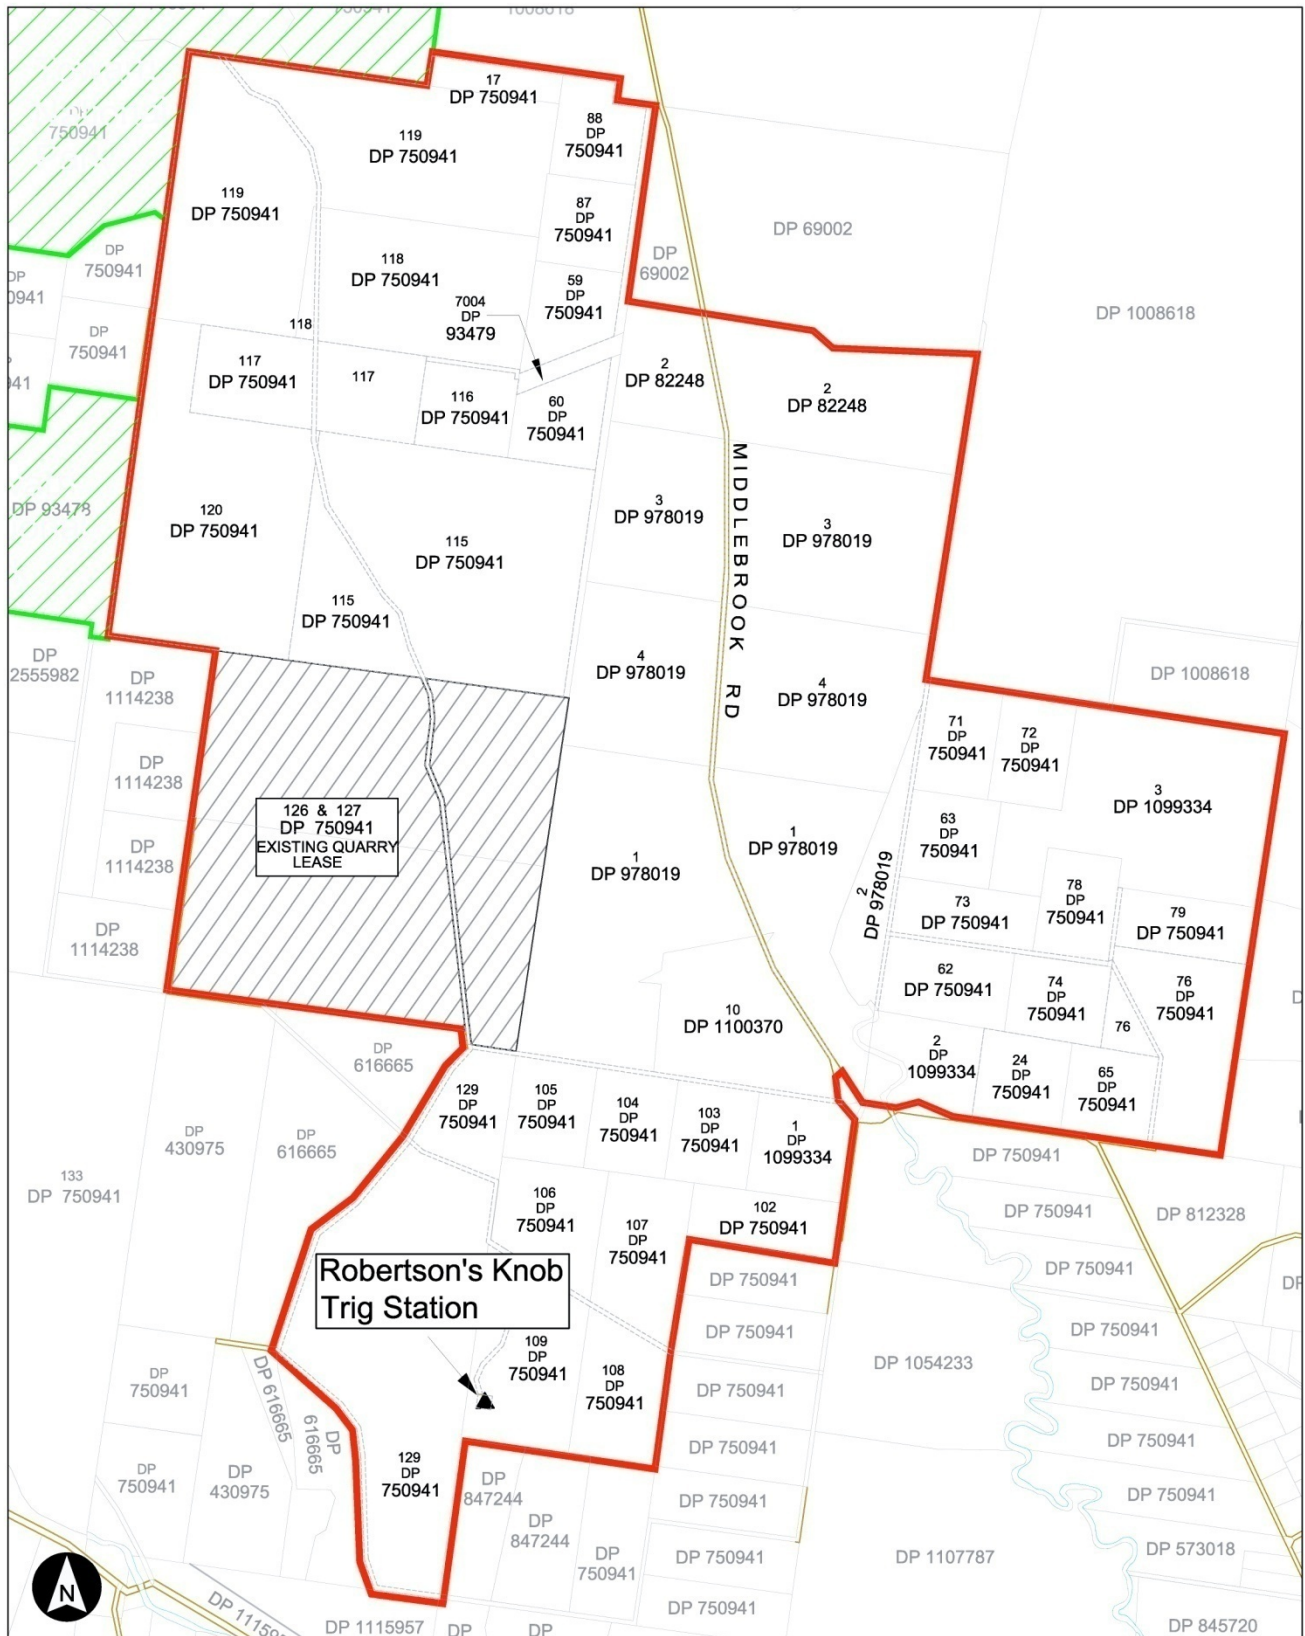 1008618
17
DP 750941
88
DP
750941
119
DP 750941
750941
119
DP 750941
87
DP
750941
DP 69002
DP
69002
DP
750941
118
DP 750941
59
DP
750941
DP 1008618
7004
DP
93479
118
DP
750941
117
DP 750941
117
116
DP 750941
60
DP
750941
2
DP 82248
2
DP 82248
MIDDLEBROOK RD
DP 93478
120
DP 750941
3
DP 978019
3
DP 978019
115
DP 750941
115
DP 750941
DP
2555982
DP
1114238
4
DP 978019
4
DP 978019
DP 1008618
71
DP
750941
72
DP
750941
DP
1114238
3
DP 1099334
126 & 127
DP 750941
EXISTING QUARRY
LEASE
63
DP
750941
1
DP 978019
1
DP 978019
DP
1114238
2
DP 978019
78
DP
750941
73
DP 750941
79
DP 750941
DP
1114238
62
DP 750941
74
DP
750941
76
DP
750941
76
10
DP 1100370
2
DP
1099334
24
DP
750941
65
DP
750941
DP
616665
129
DP
750941
105
DP
750941
104
DP
750941
103
DP
750941
1
DP
1099334
DP
430975
DP
616665
133
DP 750941
DP 750941
106
DP
750941
107
DP
750941
102
DP 750941
DP 750941
DP 812328
Robertson's Knob
Trig Station
DP 750941
DP 750941
DP 750941
DP 750941
109
DP
750941
108
DP
750941
DP 1054233
DP
750941
DP 616665
DP
616665
DP 750941
DP 750941
DP 750941
DP 750941
129
DP
750941
DP
750941
DP
430975
DP
847244
DP
847244
DP 750941
DP 750941
DP
750941
DP 750941
DP 1107787
DP 573018
N
DP 750941
DP 1115957
DP
DP
DP 845720